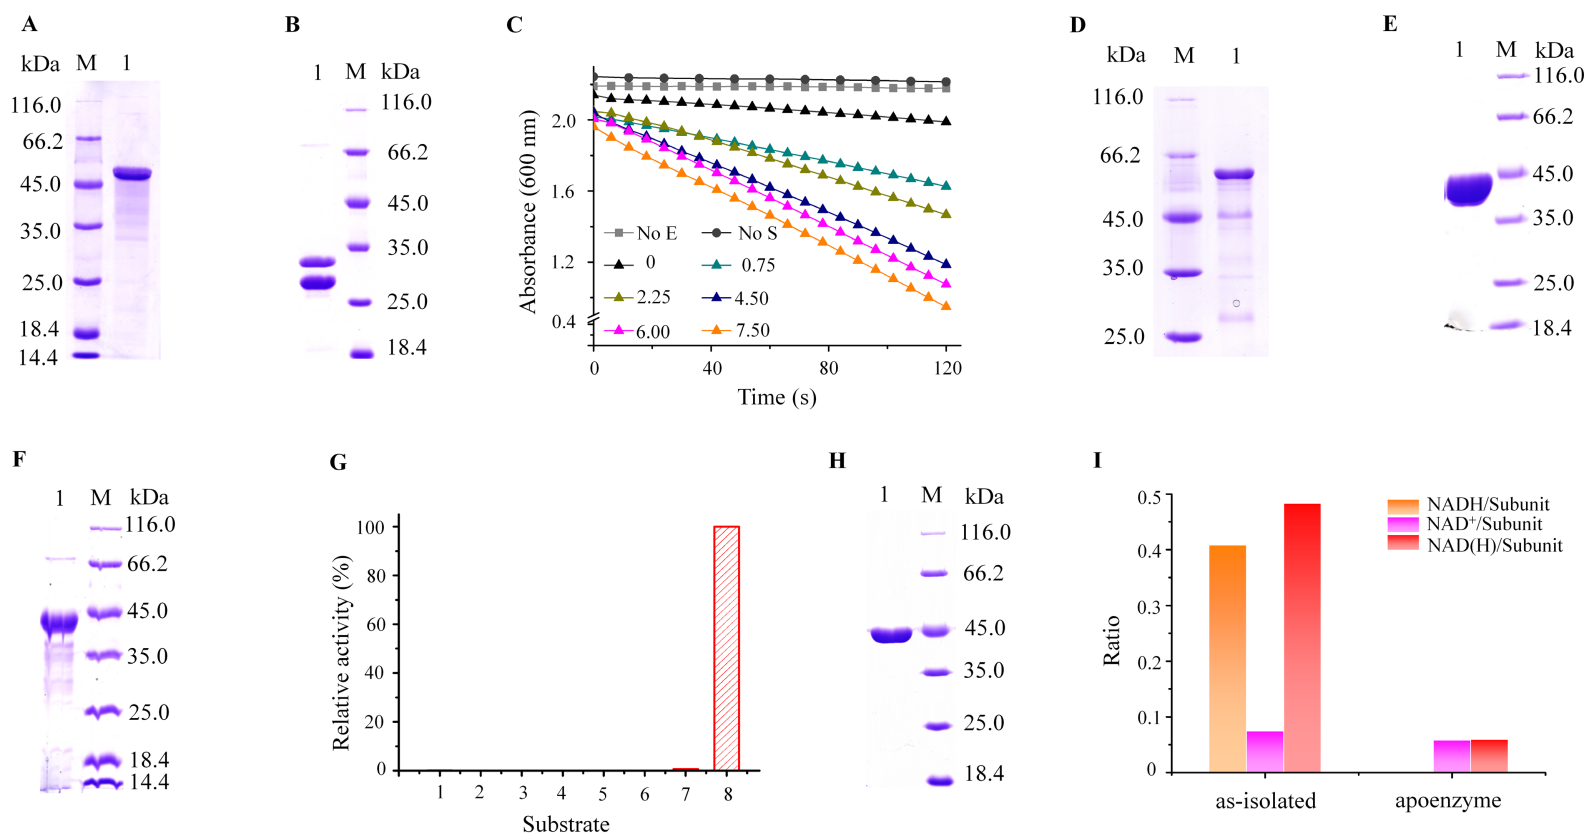 A
kDa M 1
116.0
66.2
45.0
35.0
25.0
18.4
14.4
B
1 M kDa
116.0
66.2
45.0
35.0
25.0
18.4
C
Absorbance (600 nm)
2.0
1.6
1.2
0.4
No E No S
0 0.75
2.25 4.50
6.00 7.50
0 40 80 120
Time (s)
D
kDa M 1
116.0
66.2
45.0
35.0
25.0
E
1 M kDa
116.0
66.2
45.0
35.0
25.0
18.4
F
1 M kDa
116.0
66.2
45.0
35.0
25.0
18.4
14.4
G
Relative activity (%)
100
80
60
40
20
0
1 2 3 4 5 6 7 8
Substrate
H
1 M kDa
116.0
66.2
45.0
35.0
25.0
18.4
I
Ratio
0.5
0.4
0.3
0.2
0.1
0
NADH/Subunit
NAD⁺/Subunit
NAD(H)/Subunit
as-isolated apoenzyme